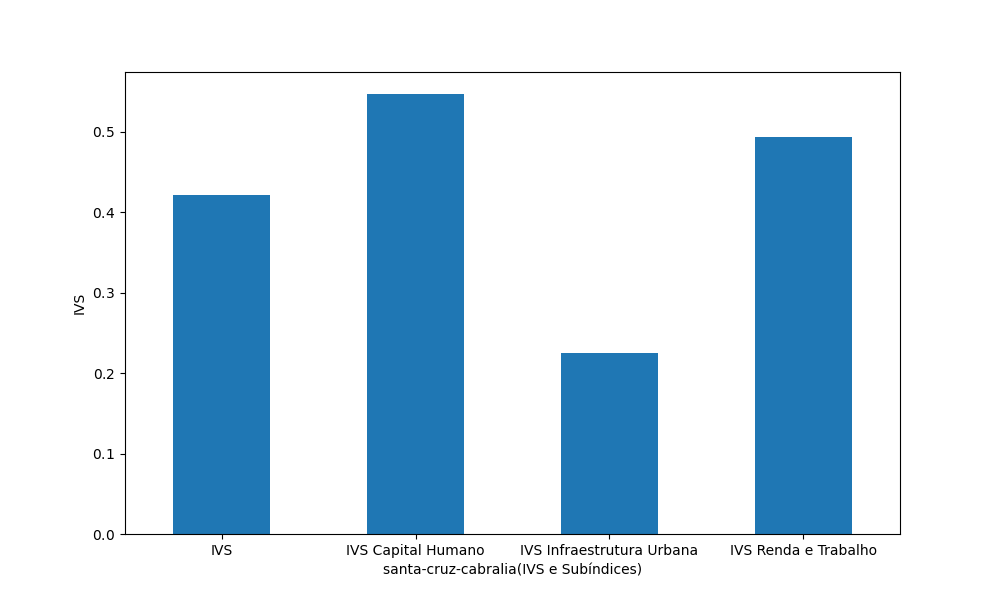 0.5
0.4
0.3
0.2
0.1
0.0
IVS
IVS IVS Capital Humano IVS Infraestrutura Urbana IVS Renda e Trabalho
santa-cruz-cabralia(IVS e Subíndices)